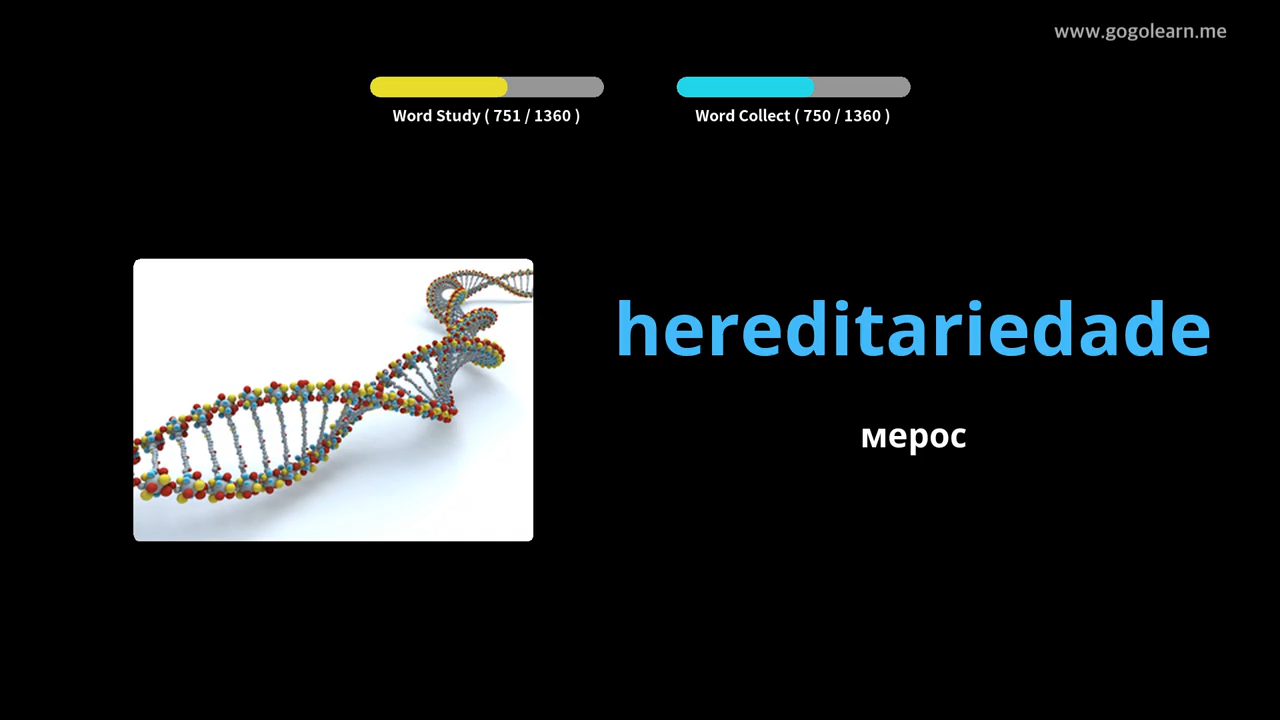 www.gogolearn.me
Word Study ( 751 / 1360 )
Word Collect ( 750 / 1360 )
hereditariedade
мерос